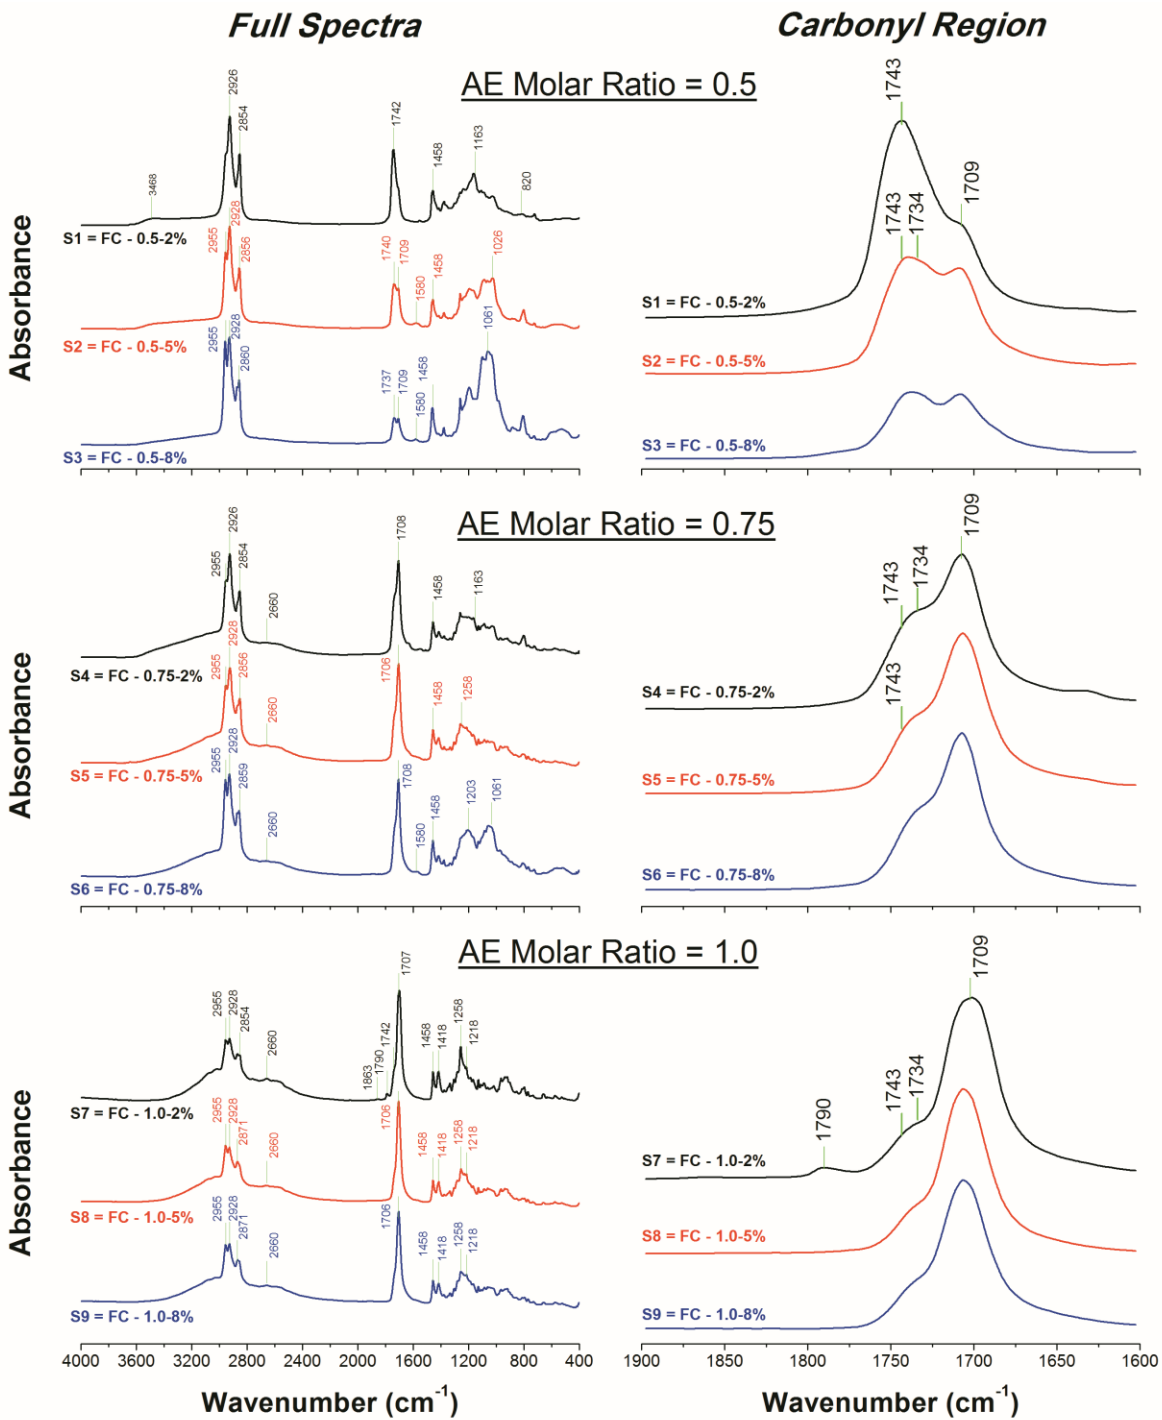 Full Spectra
Carbonyl Region
AE Molar Ratio = 0.5
Absorbance
3468
2926
2854
1742
1458
1163
820
S1 = FC - 0.5-2%
2955
2928
2856
1740
1709
1580
1458
1026
S2 = FC - 0.5-5%
2955
2928
2860
1737
1709
1580
1458
1061
S3 = FC - 0.5-8%
1743
1709
S1 = FC - 0.5-2%
1743
1734
S2 = FC - 0.5-5%
S3 = FC - 0.5-8%
AE Molar Ratio = 0.75
Absorbance
2955
2926
2854
2660
1708
1458
1163
S4 = FC - 0.75-2%
2955
2928
2856
2660
1706
1458
1258
S5 = FC - 0.75-5%
2955
2928
2859
2660
1708
1580
1458
1203
1061
S6 = FC - 0.75-8%
1743
1734
1709
S4 = FC - 0.75-2%
1743
S5 = FC - 0.75-5%
S6 = FC - 0.75-8%
AE Molar Ratio = 1.0
Absorbance
2955
2928
2854
2660
1863
1790
1742
1707
1458
1418
1258
1218
S7 = FC - 1.0-2%
2955
2928
2871
2660
1706
1458
1418
1258
1218
S8 = FC - 1.0-5%
2955
2928
2871
2660
1706
1458
1418
1258
1218
S9 = FC - 1.0-8%
1790
1743
1734
1709
S7 = FC - 1.0-2%
S8 = FC - 1.0-5%
S9 = FC - 1.0-8%
4000 3600 3200 2800 2400 2000 1600 1200 800 400
1900 1850 1800 1750 1700 1650 1600
Wavenumber (cm⁻¹)
Wavenumber (cm⁻¹)